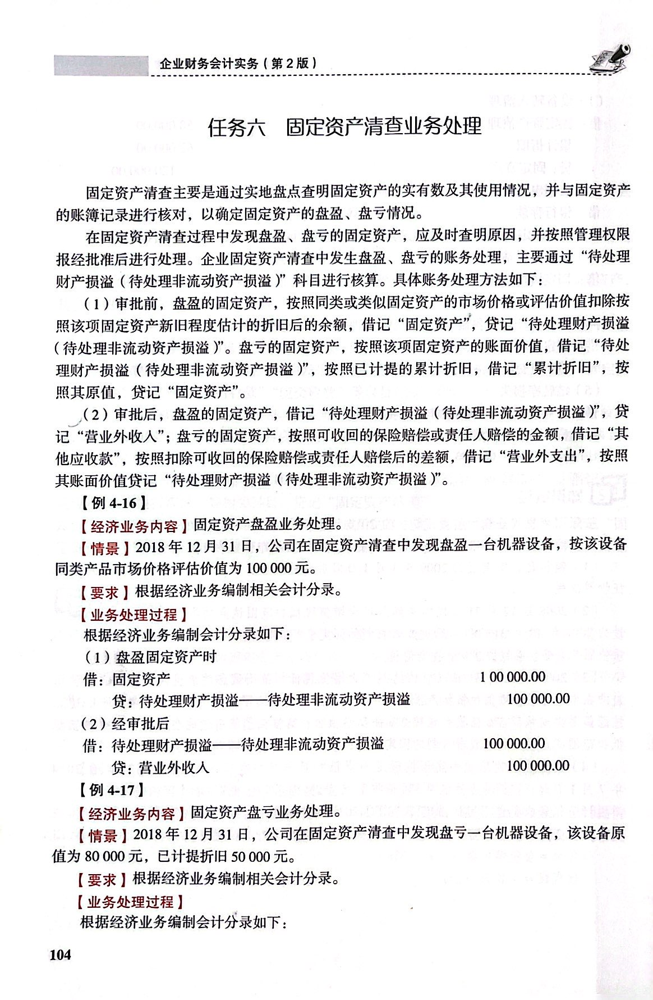 企业财务会计实务（第2版）
任务六 固定资产清查业务处理
固定资产清查主要是通过实地盘点查明固定资产的实有数及其使用情况，并与固定资产
的账簿记录进行核对，以确定固定资产的盘盈、盘亏情况。
在固定资产清查过程中发现盘盈、盘亏的固定资产，应及时查明原因，并按照管理权限
报经批准后进行处理。企业固定资产清查中发生盘盈、盘亏的账务处理，主要通过“待处理
财产损溢（待处理非流动资产损溢）”科目进行核算。具体账务处理方法如下：
（1）审批前，盘盈的固定资产，按照同类或类似固定资产的市场价格或评估价值扣除按
照该项固定资产新旧程度估计的折旧后的余额，借记“固定资产”，贷记“待处理财产损溢
（待处理非流动资产损溢）”。盘亏的固定资产，按照该项固定资产的账面价值，借记“待处
理财产损溢（待处理非流动资产损溢）”，按照已计提的累计折旧，借记“累计折旧”，按
照其原值，贷记“固定资产”。
（2）审批后，盘盈的固定资产，借记“待处理财产损溢（待处理非流动资产损溢）”，贷
记“营业外收入”；盘亏的固定资产，按照可收回的保险赔偿或责任人赔偿的金额，借记“其
他应收款”，按照扣除可收回的保险赔偿或责任人赔偿后的差额，借记“营业外支出”，按照
其账面价值贷记“待处理财产损溢（待处理非流动资产损溢）”。
【例 4-16】
【经济业务内容】固定资产盘盈业务处理。
【情景】2018 年 12 月 31 日，公司在固定资产清查中发现盘盈一台机器设备，按该设备
同类产品市场价格评估价值为 100 000 元。
【要求】根据经济业务编制相关会计分录。
【业务处理过程】
根据经济业务编制会计分录如下：
（1）盘盈固定资产时
借：固定资产 1 00 000.00
贷：待处理财产损溢——待处理非流动资产损溢 100 000.00
（2）经审批后
借：待处理财产损溢——待处理非流动资产损溢 100 000.00
贷：营业外收人 100 000.00
【例 4-17】
【经济业务内容】固定资产盘亏业务处理。
【情景】2018 年 12 月 31 日，公司在固定资产清查中发现盘亏一台机器设备，该设备原
值为 80 000 元，已计提折旧 50 000 元。
【要求】根据经济业务编制相关会计分录。
【业务处理过程】
根据经济业务编制会计分录如下：
104